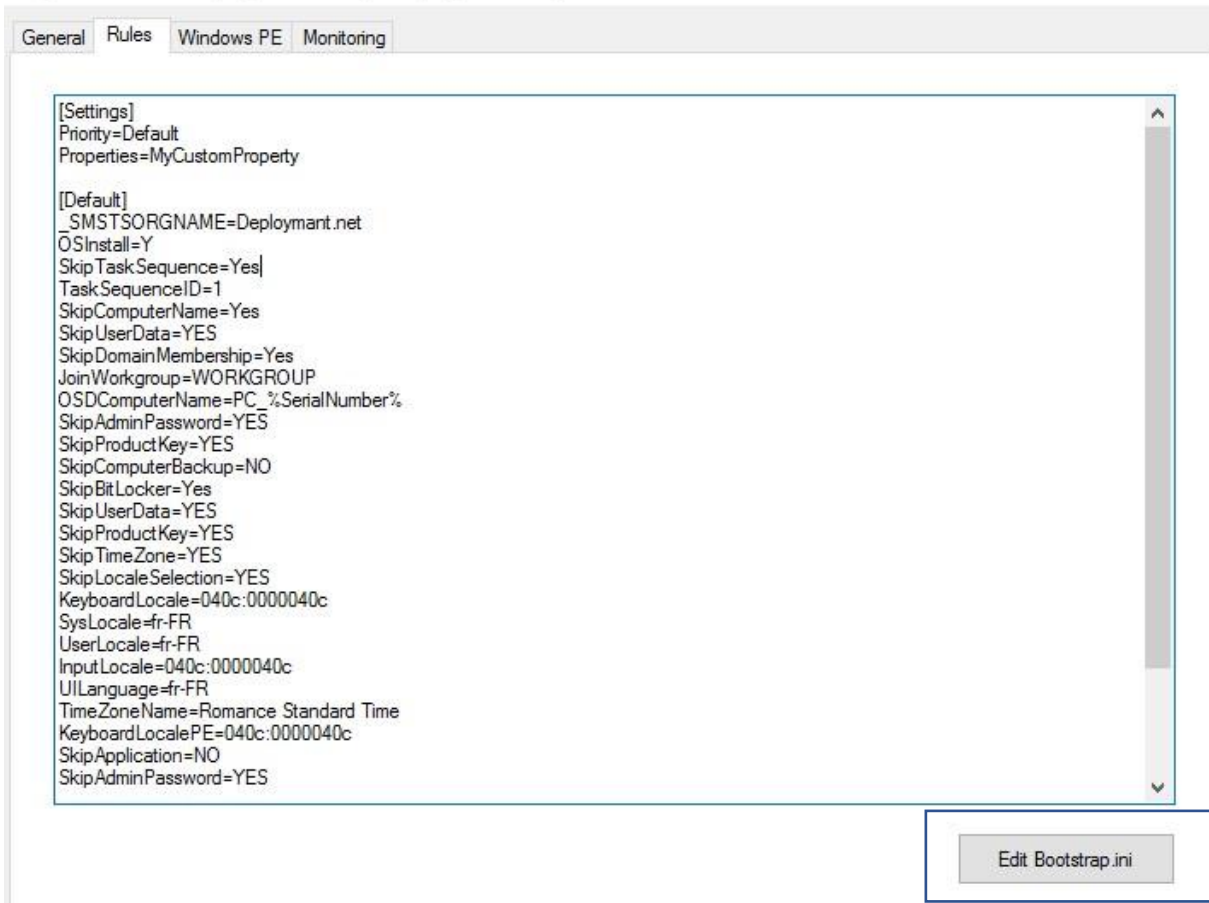 General Rules Windows PE Monitoring
[Settings]
Priority=Default
Properties=MyCustomProperty
[Default]
_SMSTSORGNAME=Deploymant.net
OSInstall=Y
SkipTaskSequence=Yes
TaskSequenceID=1
SkipComputerName=Yes
SkipUserData=YES
SkipDomainMembership=Yes
JoinWorkgroup=WORKGROUP
OSDComputerName=PC_%SerialNumber%
SkipAdminPassword=YES
SkipProductKey=YES
SkipComputerBackup=NO
SkipBitLocker=Yes
SkipUserData=YES
SkipProductKey=YES
SkipTimeZone=YES
SkipLocaleSelection=YES
KeyboardLocale=040c:0000040c
SysLocale=fr-FR
UserLocale=fr-FR
InputLocale=040c:0000040c
UILanguage=fr-FR
TimeZoneName=Romance Standard Time
KeyboardLocalePE=040c:0000040c
SkipApplication=NO
SkipAdminPassword=YES
Edit Bootstrap.ini